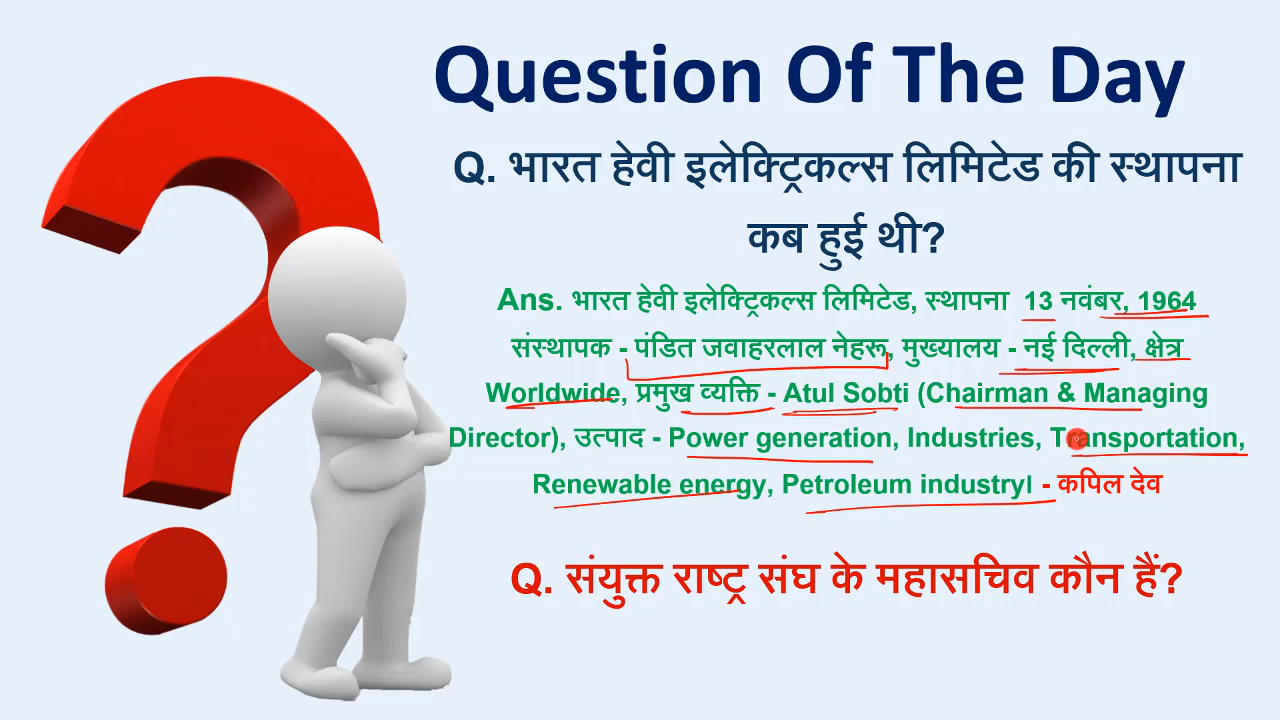 Question Of The Day
Q. भारत हेवी इलेक्ट्रिकल्स लिमिटेड की स्थापना
कब हुई थी?
Ans. भारत हेवी इलेक्ट्रिकल्स लिमिटेड, स्थापना 13 नवंबर, 1964
संस्थापक - पंडित जवाहरलाल नेहरू, मुख्यालय - नई दिल्ली, क्षेत्र
Worldwide, प्रमुख व्यक्ति - Atul Sobti (Chairman & Managing
Director), उत्पाद - Power generation, Industries, Transportation,
Renewable energy, Petroleum industry। - कपिल देव
Q. संयुक्त राष्ट्र संघ के महासचिव कौन हैं?